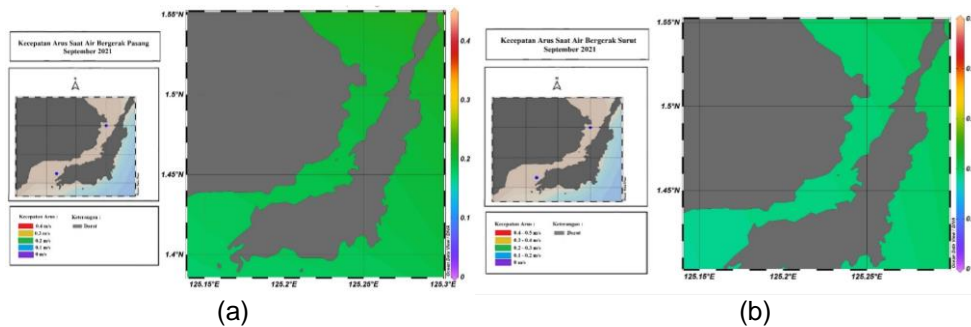 Kecepatan Arus Saat Air Bergerak Pasang
September 2021
Kecepatan Arus :
Keterangan :
0.4 m/s
Darat
0.3 m/s
0.2 m/s
0.1 m/s
0 m/s
1.55°N
1.5°N
1.45°N
1.4°N
125.15°E
125.2°E
125.25°E
125.3°E
0.4
0.3
0.2
0.1
0
(a)
Kecepatan Arus Saat Air Bergerak Surut
September 2021
Kecepatan Arus :
Keterangan :
0.4 - 0.5 m/s
Darat
0.3 - 0.4 m/s
0.2 - 0.3 m/s
0.1 - 0.2 m/s
0 m/s
1.55°N
1.5°N
1.45°N
125.15°E
125.2°E
125.25°E
(b)